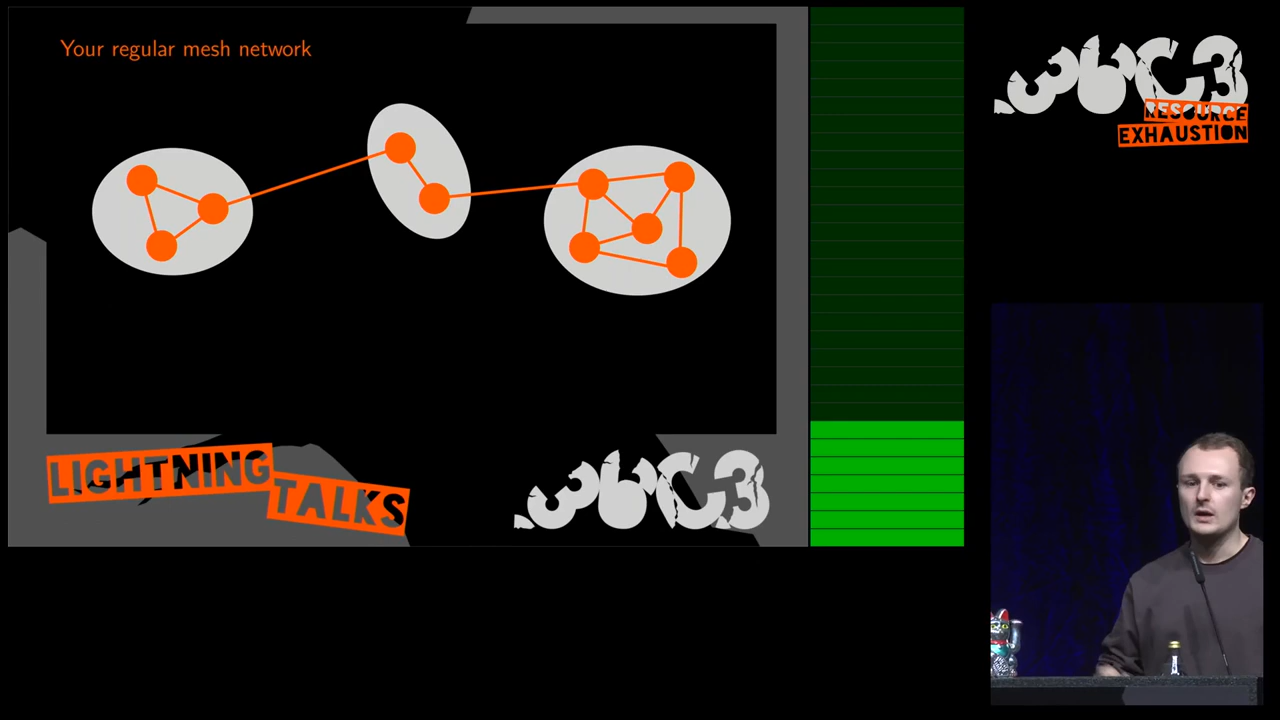 Your regular mesh network
36C3
RESOURCE
EXHAUSTION
LIGHTNING
TALKS
36C3